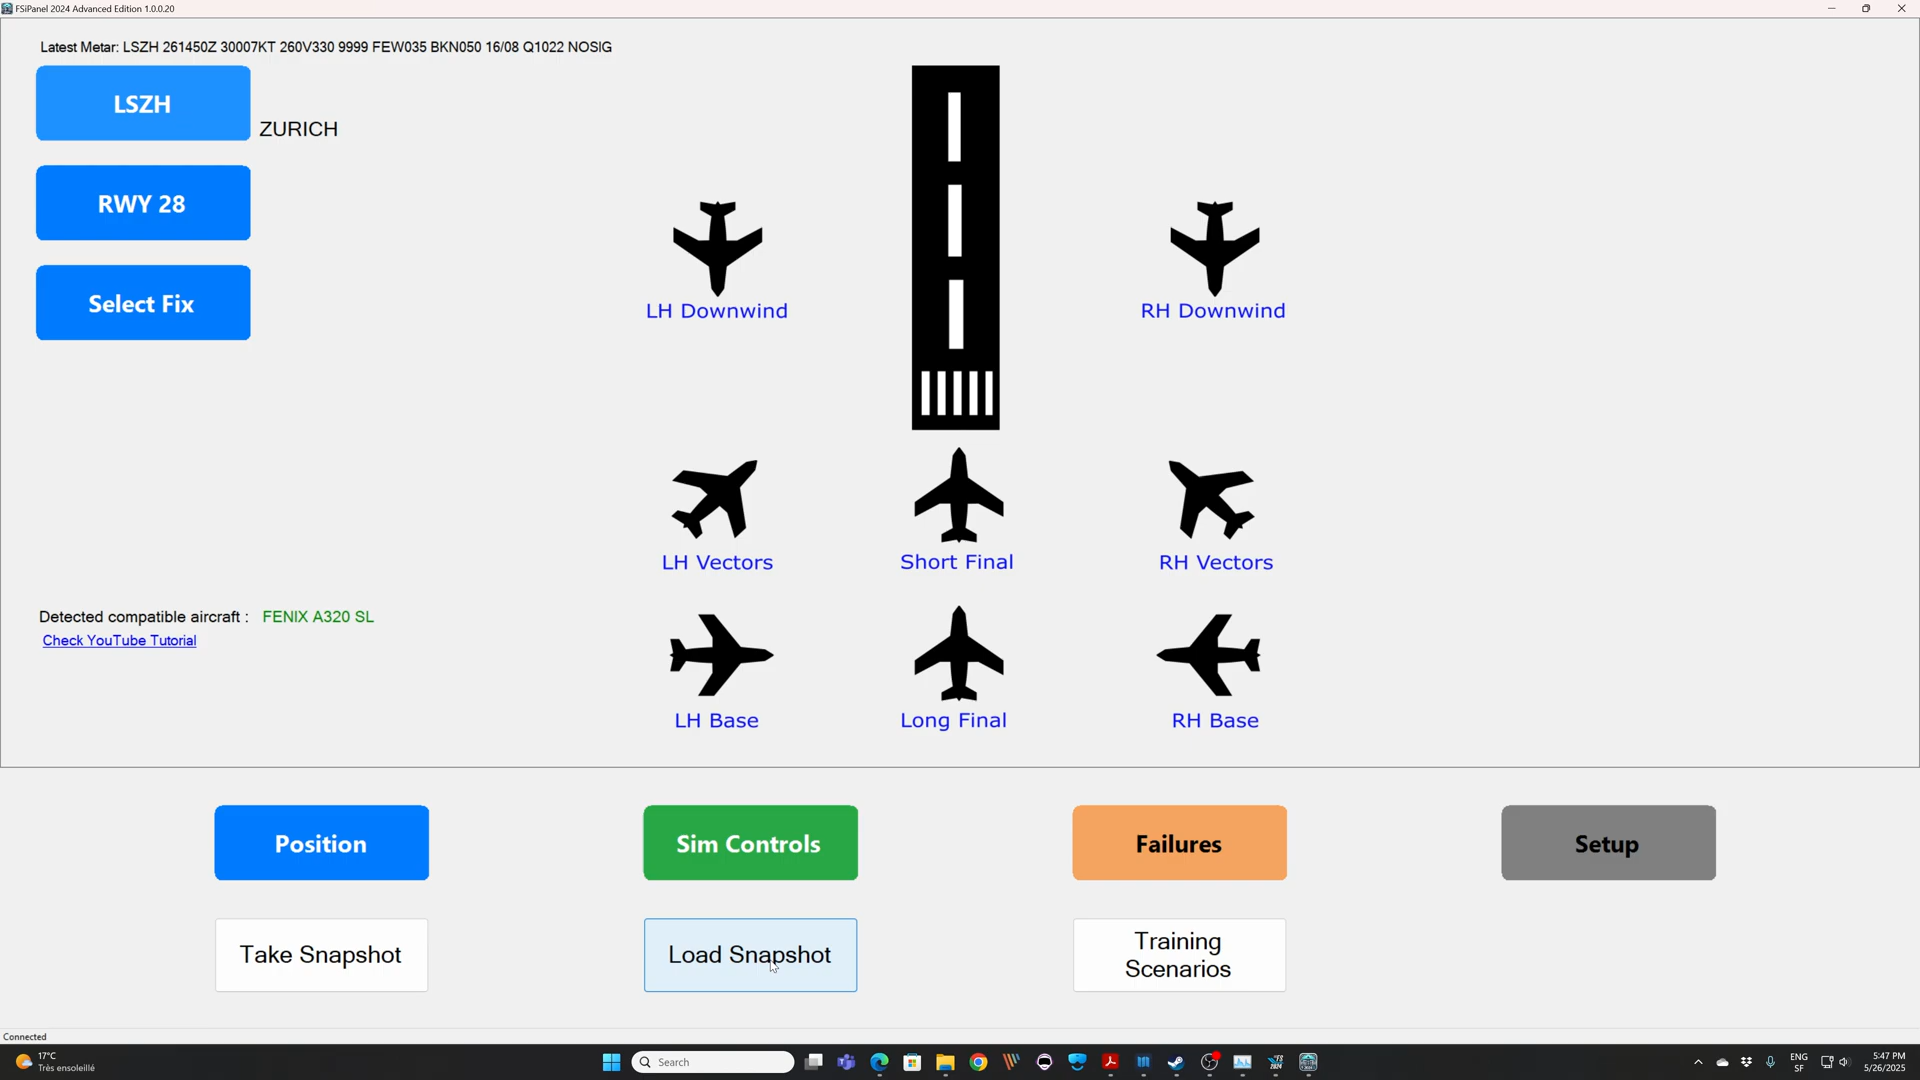 FSiPanel 2024 Advanced Edition 1.0.0.20
Latest Metar: LSZH 261450Z 30007KT 260V330 9999 FEW035 BKN050 16/08 Q1022 NOSIG
LSZH
ZURICH
RWY 28
Select Fix
LH Downwind
RH Downwind
LH Vectors
Short Final
RH Vectors
Detected compatible aircraft : FENIX A320 SL
Check YouTube Tutorial
LH Base
Long Final
RH Base
Position
Sim Controls
Failures
Setup
Take Snapshot
Load Snapshot
Training
Scenarios
Connected
17°C
Très ensoleillé
Search
ENG
SF
5:47 PM
5/26/2025